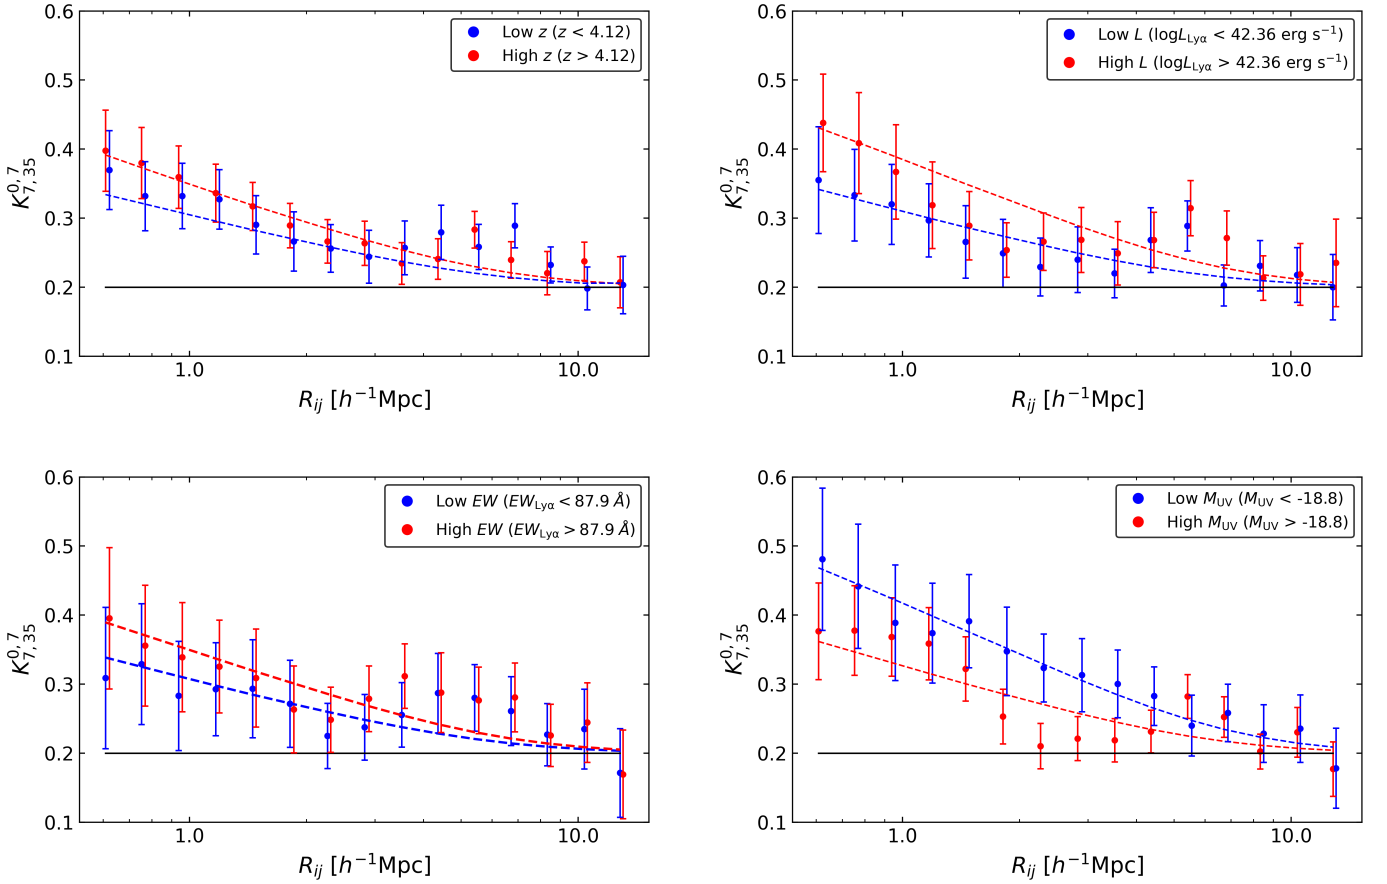 0.6
0.5
0.4
0.3
0.2
0.1
1.0 10.0
K^{0,7}_{7,35}
R_{ij} [h^{−1}Mpc]
Low z (z < 4.12)
High z (z > 4.12)
0.6
0.5
0.4
0.3
0.2
0.1
1.0 10.0
K^{0,7}_{7,35}
R_{ij} [h^{−1}Mpc]
Low L (logL_{Lyα} < 42.36 erg s^{−1})
High L (logL_{Lyα} > 42.36 erg s^{−1})
0.6
0.5
0.4
0.3
0.2
0.1
1.0 10.0
K^{0,7}_{7,35}
R_{ij} [h^{−1}Mpc]
Low EW (EW_{Lyα} < 87.9 Å)
High EW (EW_{Lyα} > 87.9 Å)
0.6
0.5
0.4
0.3
0.2
0.1
1.0 10.0
K^{0,7}_{7,35}
R_{ij} [h^{−1}Mpc]
Low M_{UV} (M_{UV} < -18.8)
High M_{UV} (M_{UV} > -18.8)